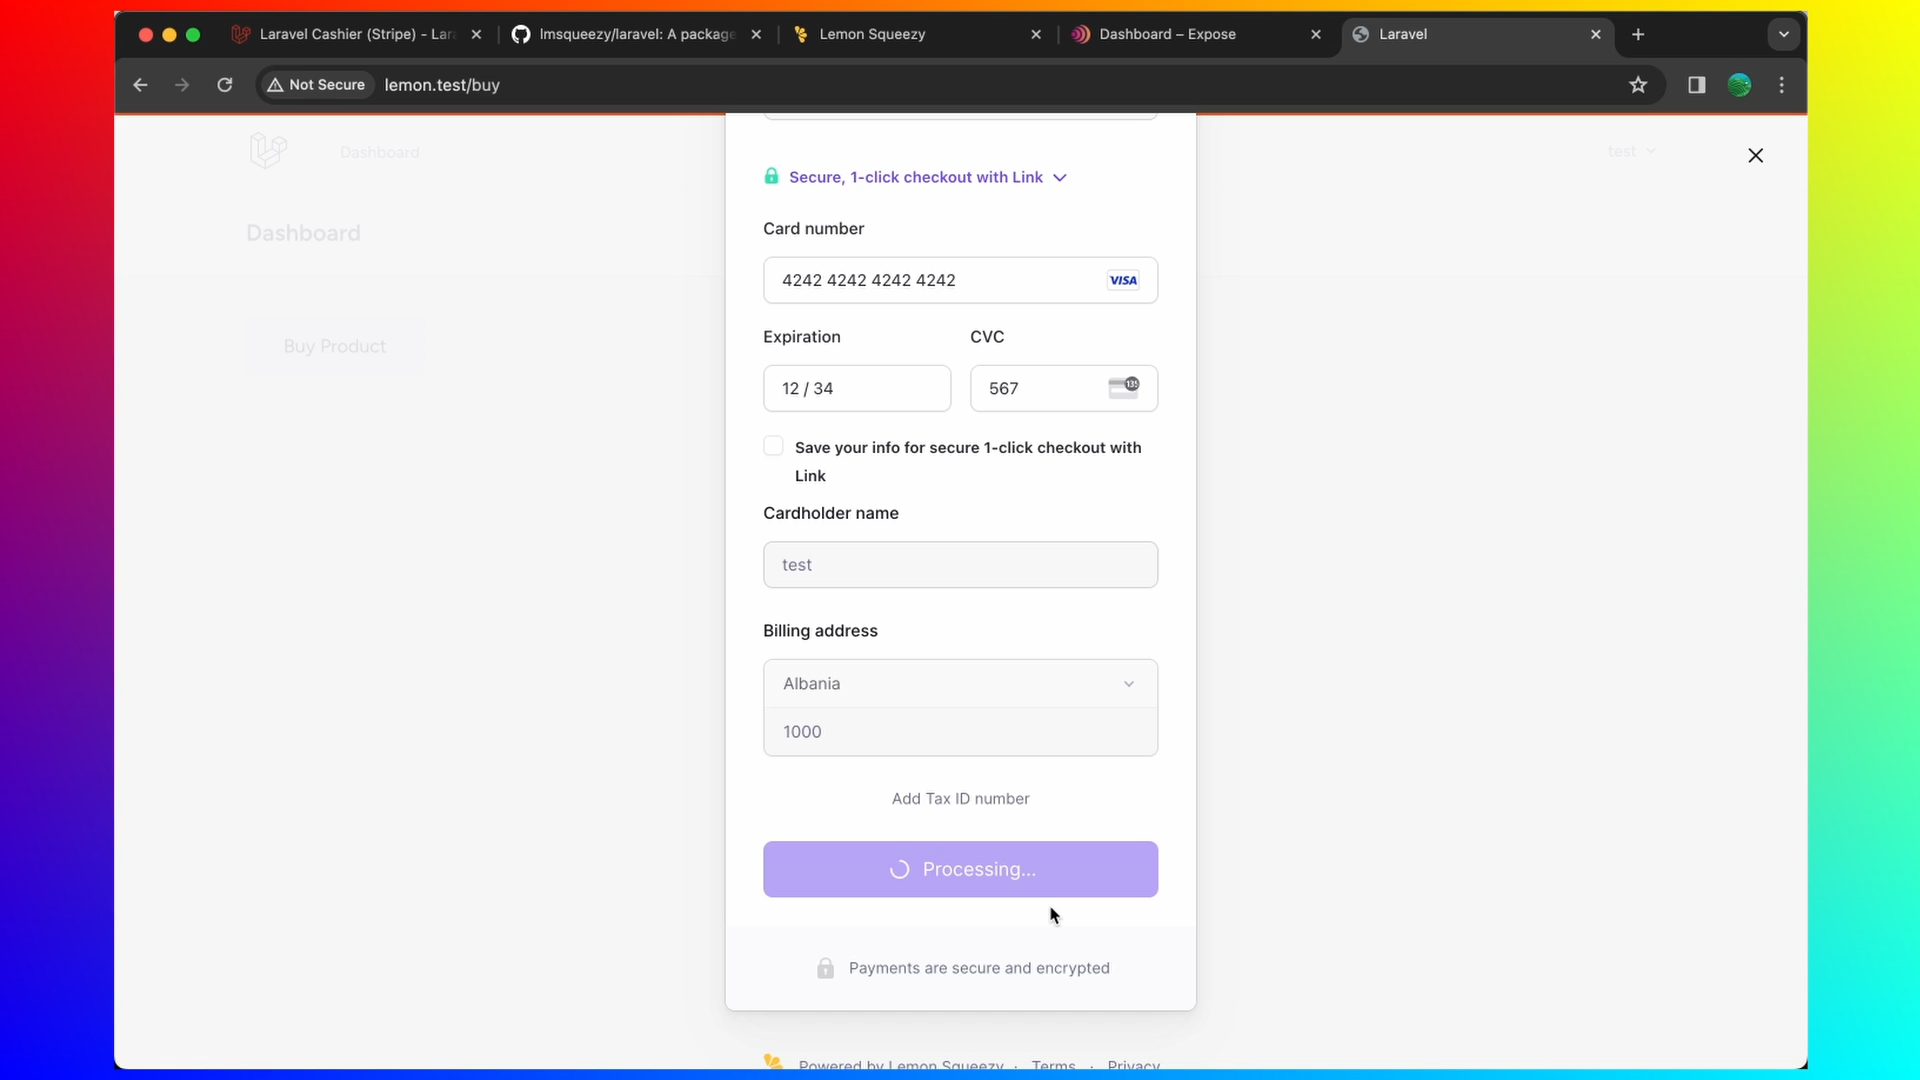 Laravel Cashier (Stripe) - Lar
lmsqueezy/laravel: A package
Lemon Squeezy
Dashboard – Expose
Laravel
Not Secure
lemon.test/buy
Dashboard
test
Secure, 1-click checkout with Link
Dashboard
Card number
4242 4242 4242 4242
VISA
Buy Product
Expiration
CVC
12 / 34
567
135
Save your info for secure 1-click checkout with
Link
Cardholder name
test
Billing address
Albania
1000
Add Tax ID number
Processing...
Payments are secure and encrypted
Powered by Lemon Squeezy · Terms · Privacy